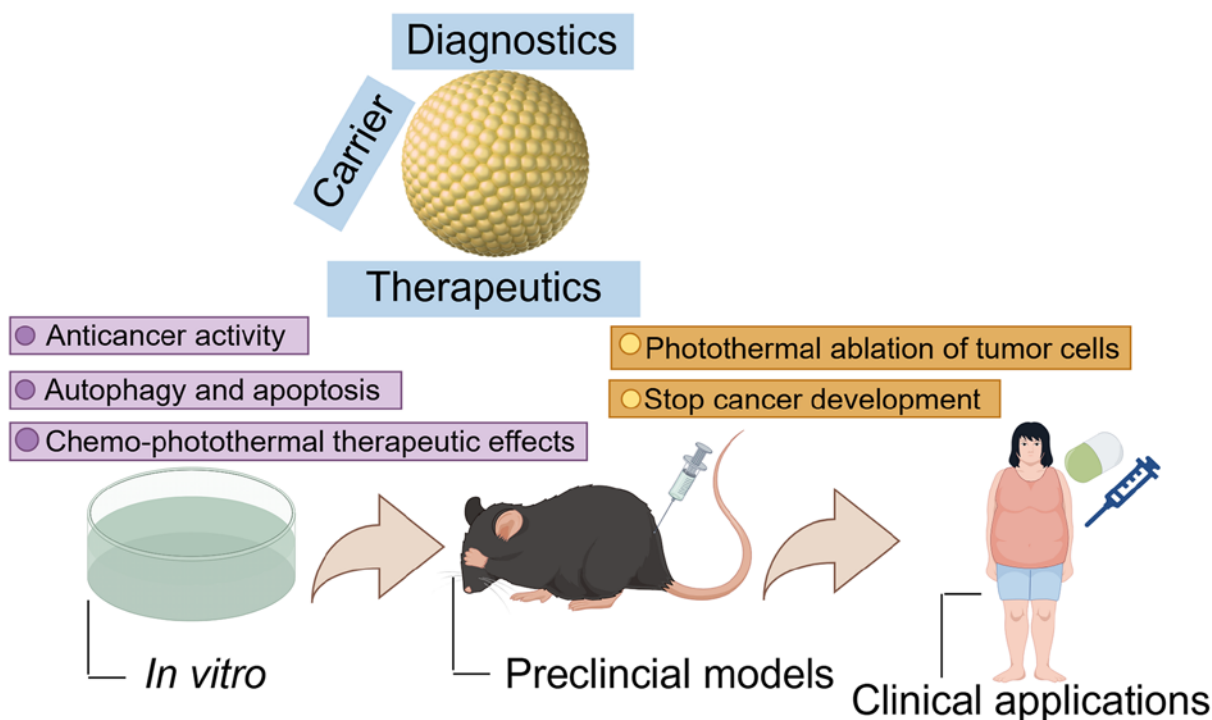 Diagnostics
Carrier
Therapeutics
Anticancer activity
Autophagy and apoptosis
Chemo-photothermal therapeutic effects
Photothermal ablation of tumor cells
Stop cancer development
In vitro
Preclincial models
Clinical applications